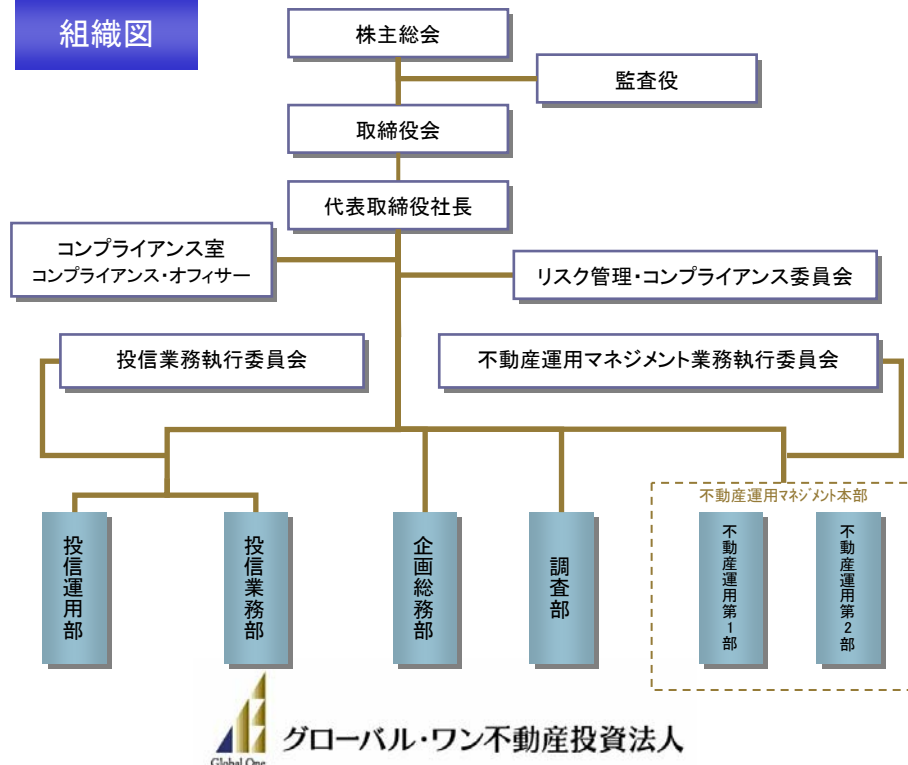 組織図
株主総会
監査役
取締役会
代表取締役社長
コンプライアンス室
コンプライアンス・オフィサー
リスク管理・コンプライアンス委員会
投信業務執行委員会
不動産運用マネジメント業務執行委員会
不動産運用マネジメント本部
投信運用部
投信業務部
企画総務部
調査部
不動産運用第1部
不動産運用第2部
グローバル・ワン不動産投資法人
Global One